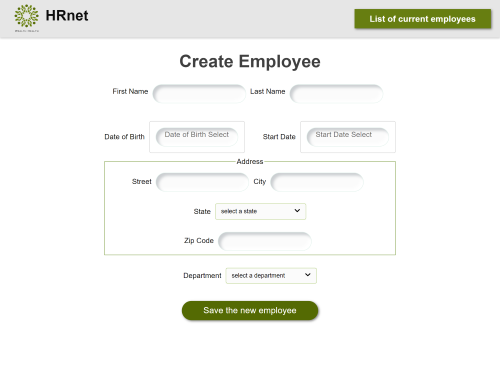 HRnet
List of current employees
WEALTH HEALTH
Create Employee
First Name Last Name
Date of Birth Date of Birth Select Start Date Start Date Select
Address
Street City
State select a state
Zip Code
Department select a department
Save the new employee